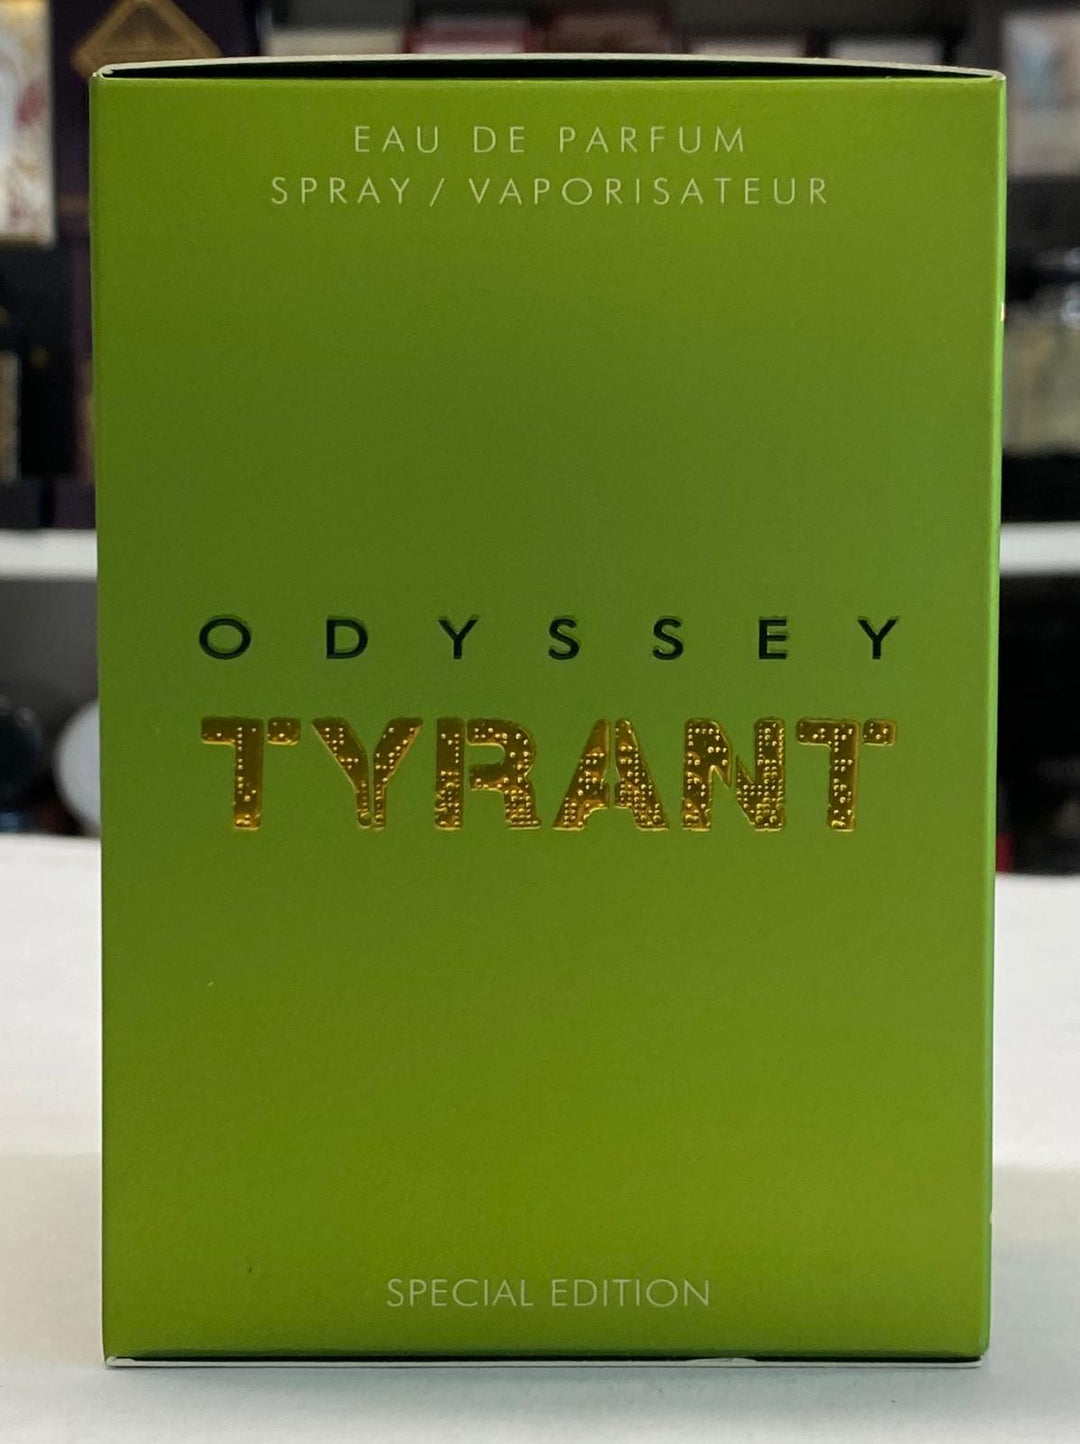 EAU DE PARFUM
SPRAY / VAPORISATEUR
ODYSSEY
TYRANT
SPECIAL EDITION